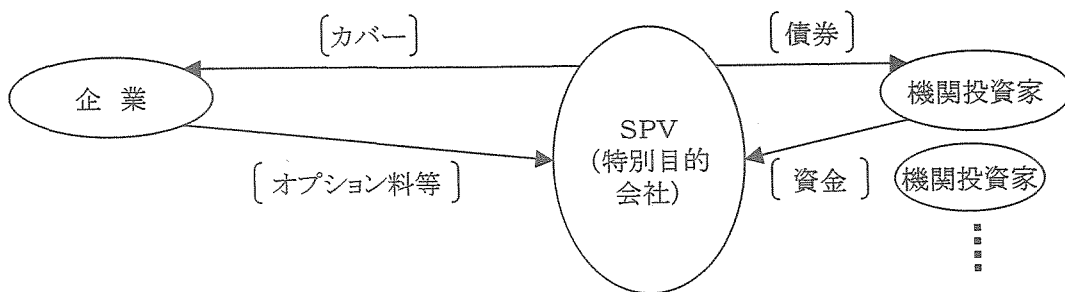 〔カバー〕
〔債券〕
企 業
機関投資家
SPV
(特別目的
会社)
〔オプション料等〕
〔資金〕
機関投資家